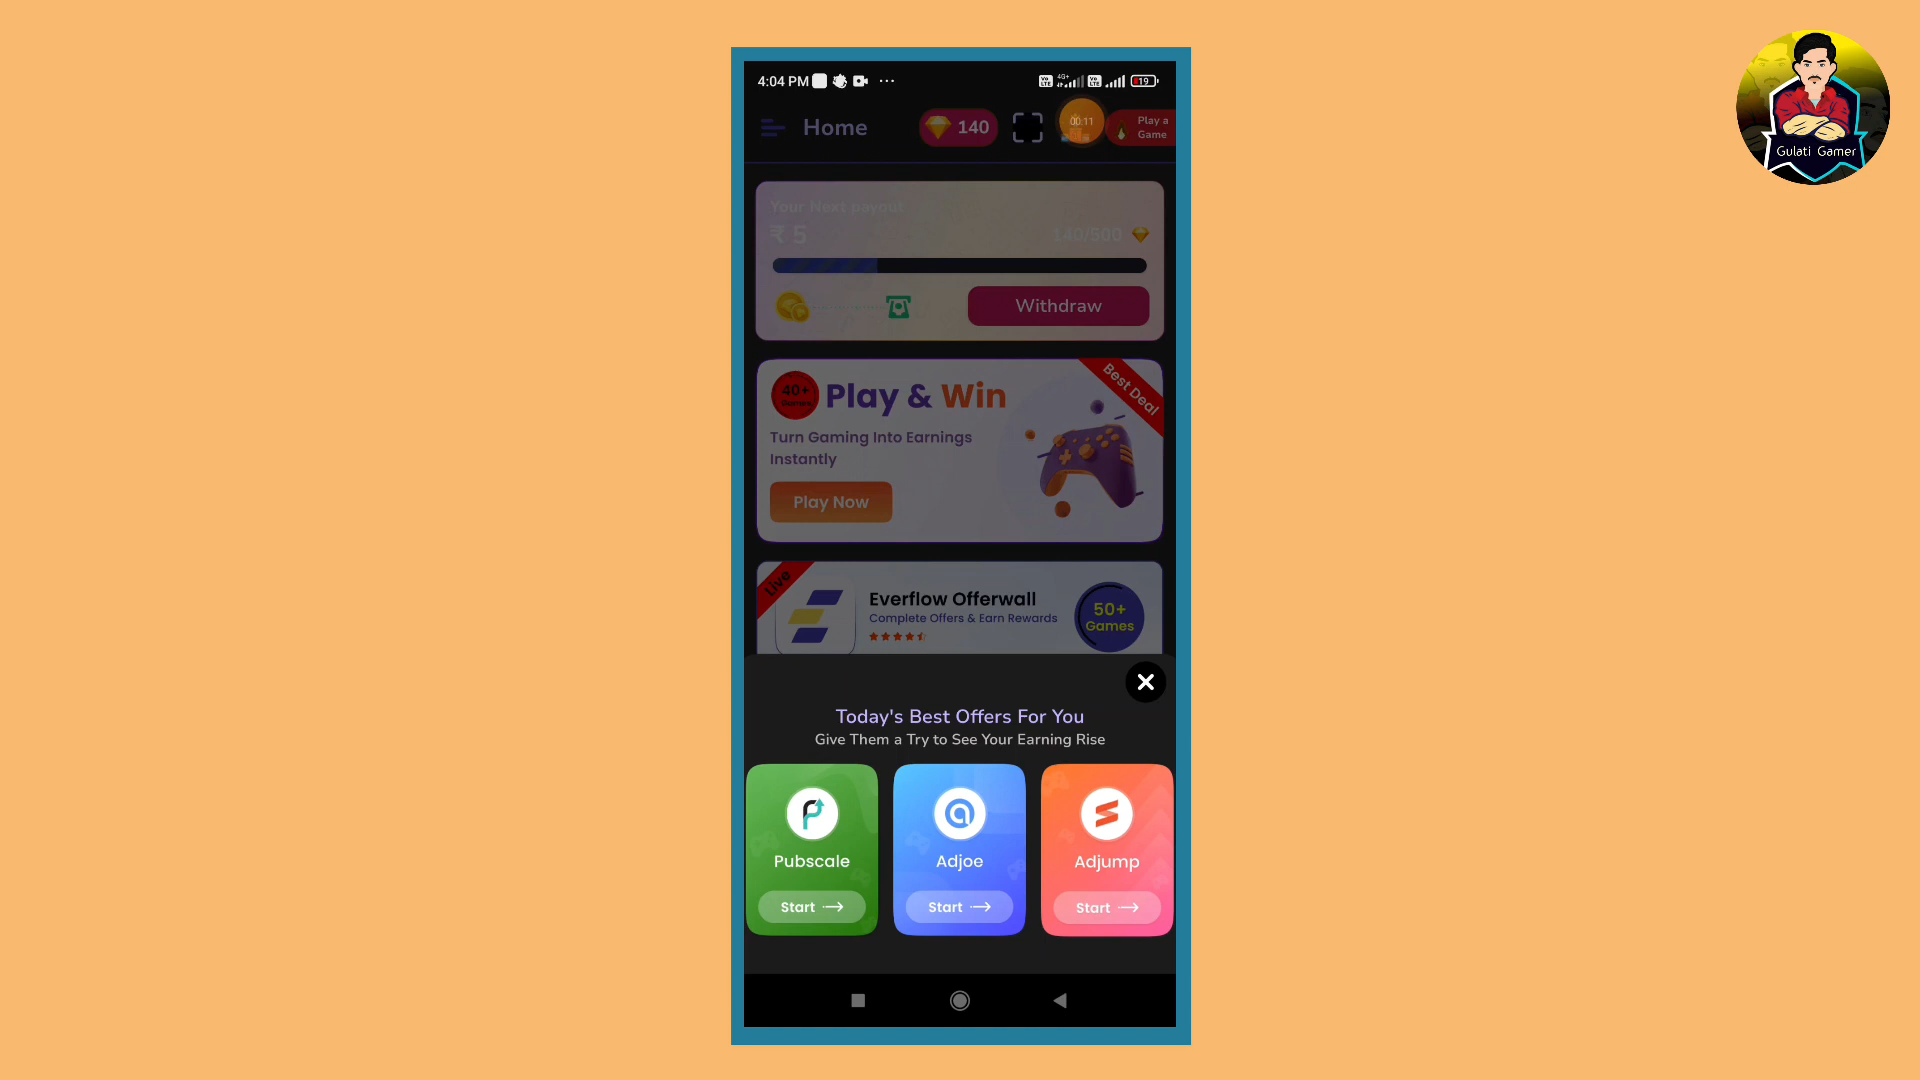 4:04 PM
4G+
19
Home
140
00:11
Play a
Game
Your Next payout
₹ 5
140/500
Withdraw
40+
Play & Win
Best Deal
Turn Gaming Into Earnings
Instantly
Play Now
Live
Everflow Offerwall
Complete Offers & Earn Rewards
50+
Games
Today's Best Offers For You
Give Them a Try to See Your Earning Rise
Pubscale
Adjoe
Adjump
Start
Start
Start
Gulati Gamer